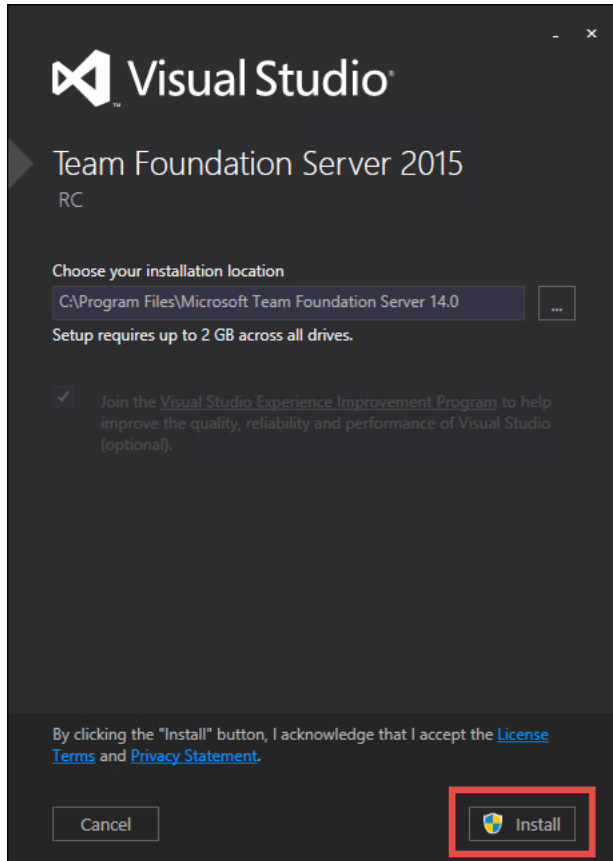 Visual Studio®
™
Team Foundation Server 2015
RC
Choose your installation location
C:\Program Files\Microsoft Team Foundation Server 14.0
...
Setup requires up to 2 GB across all drives.
Join the Visual Studio Experience Improvement Program to help
improve the quality, reliability and performance of Visual Studio
(optional).
By clicking the "Install" button, I acknowledge that I accept the License
Terms and Privacy Statement.
Cancel
Install